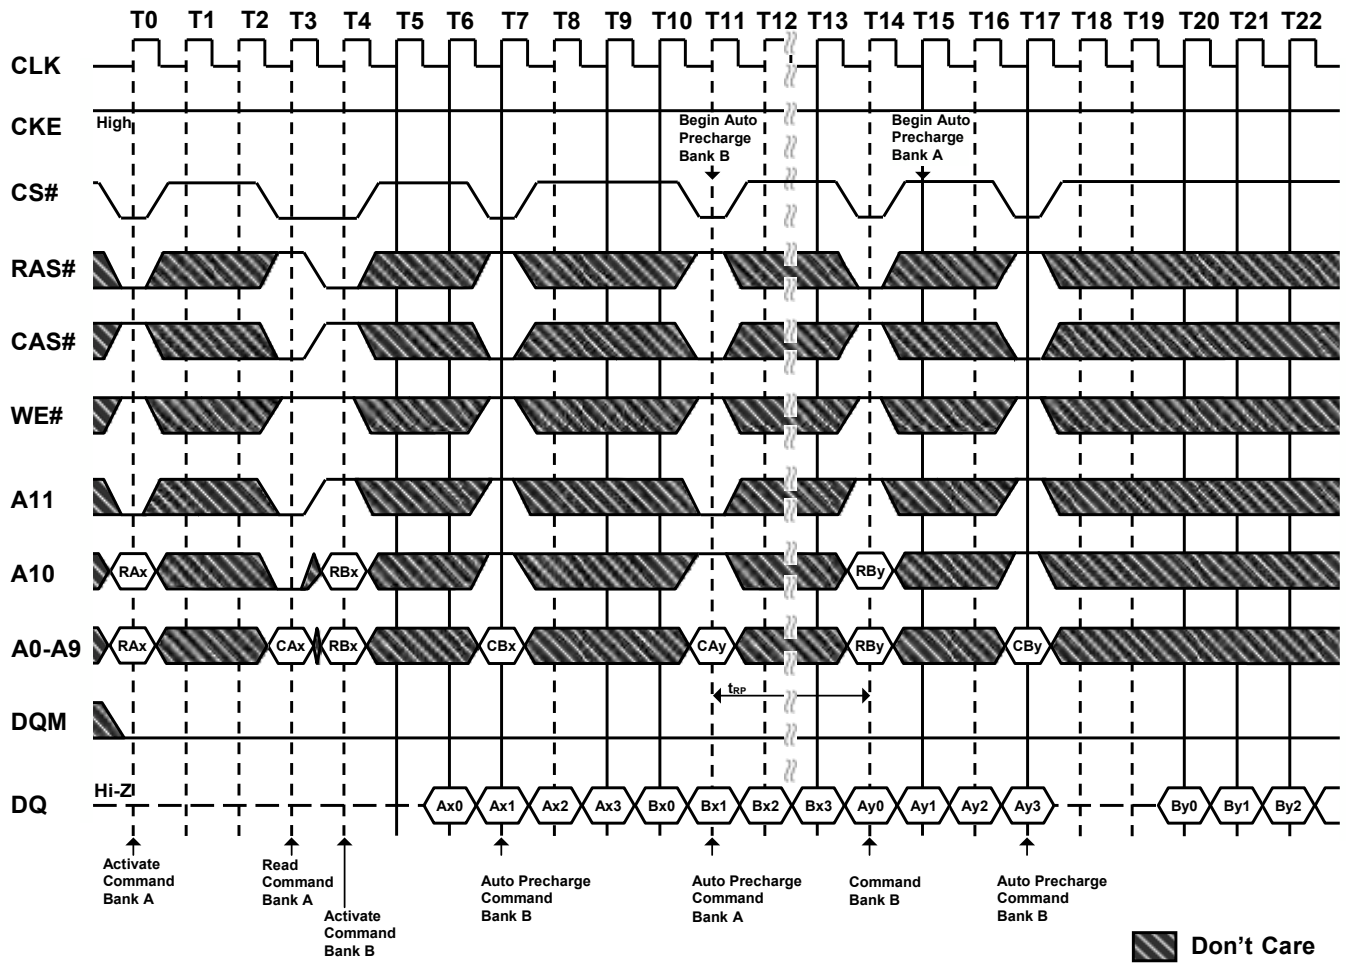 T0 T1 T2 T3 T4 T5 T6 T7 T8 T9 T10 T11 T12 T13 T14 T15 T16 T17 T18 T19 T20 T21 T22
CLK
CKE
High
Begin Auto
Precharge
Bank B
Begin Auto
Precharge
Bank A
CS#
RAS#
CAS#
WE#
A11
A10
RAx RBx RBy
A0-A9
RAx CAx RBx CBx CAy RBy CBy
tRP
DQM
DQ
Hi-Z
Ax0 Ax1 Ax2 Ax3 Bx0 Bx1 Bx2 Bx3 Ay0 Ay1 Ay2 Ay3 By0 By1 By2
Activate
Command
Bank A
Read
Command
Bank A
Activate
Command
Bank B
Auto Precharge
Command
Bank B
Auto Precharge
Command
Bank A
Command
Bank B
Auto Precharge
Command
Bank B
Don't Care